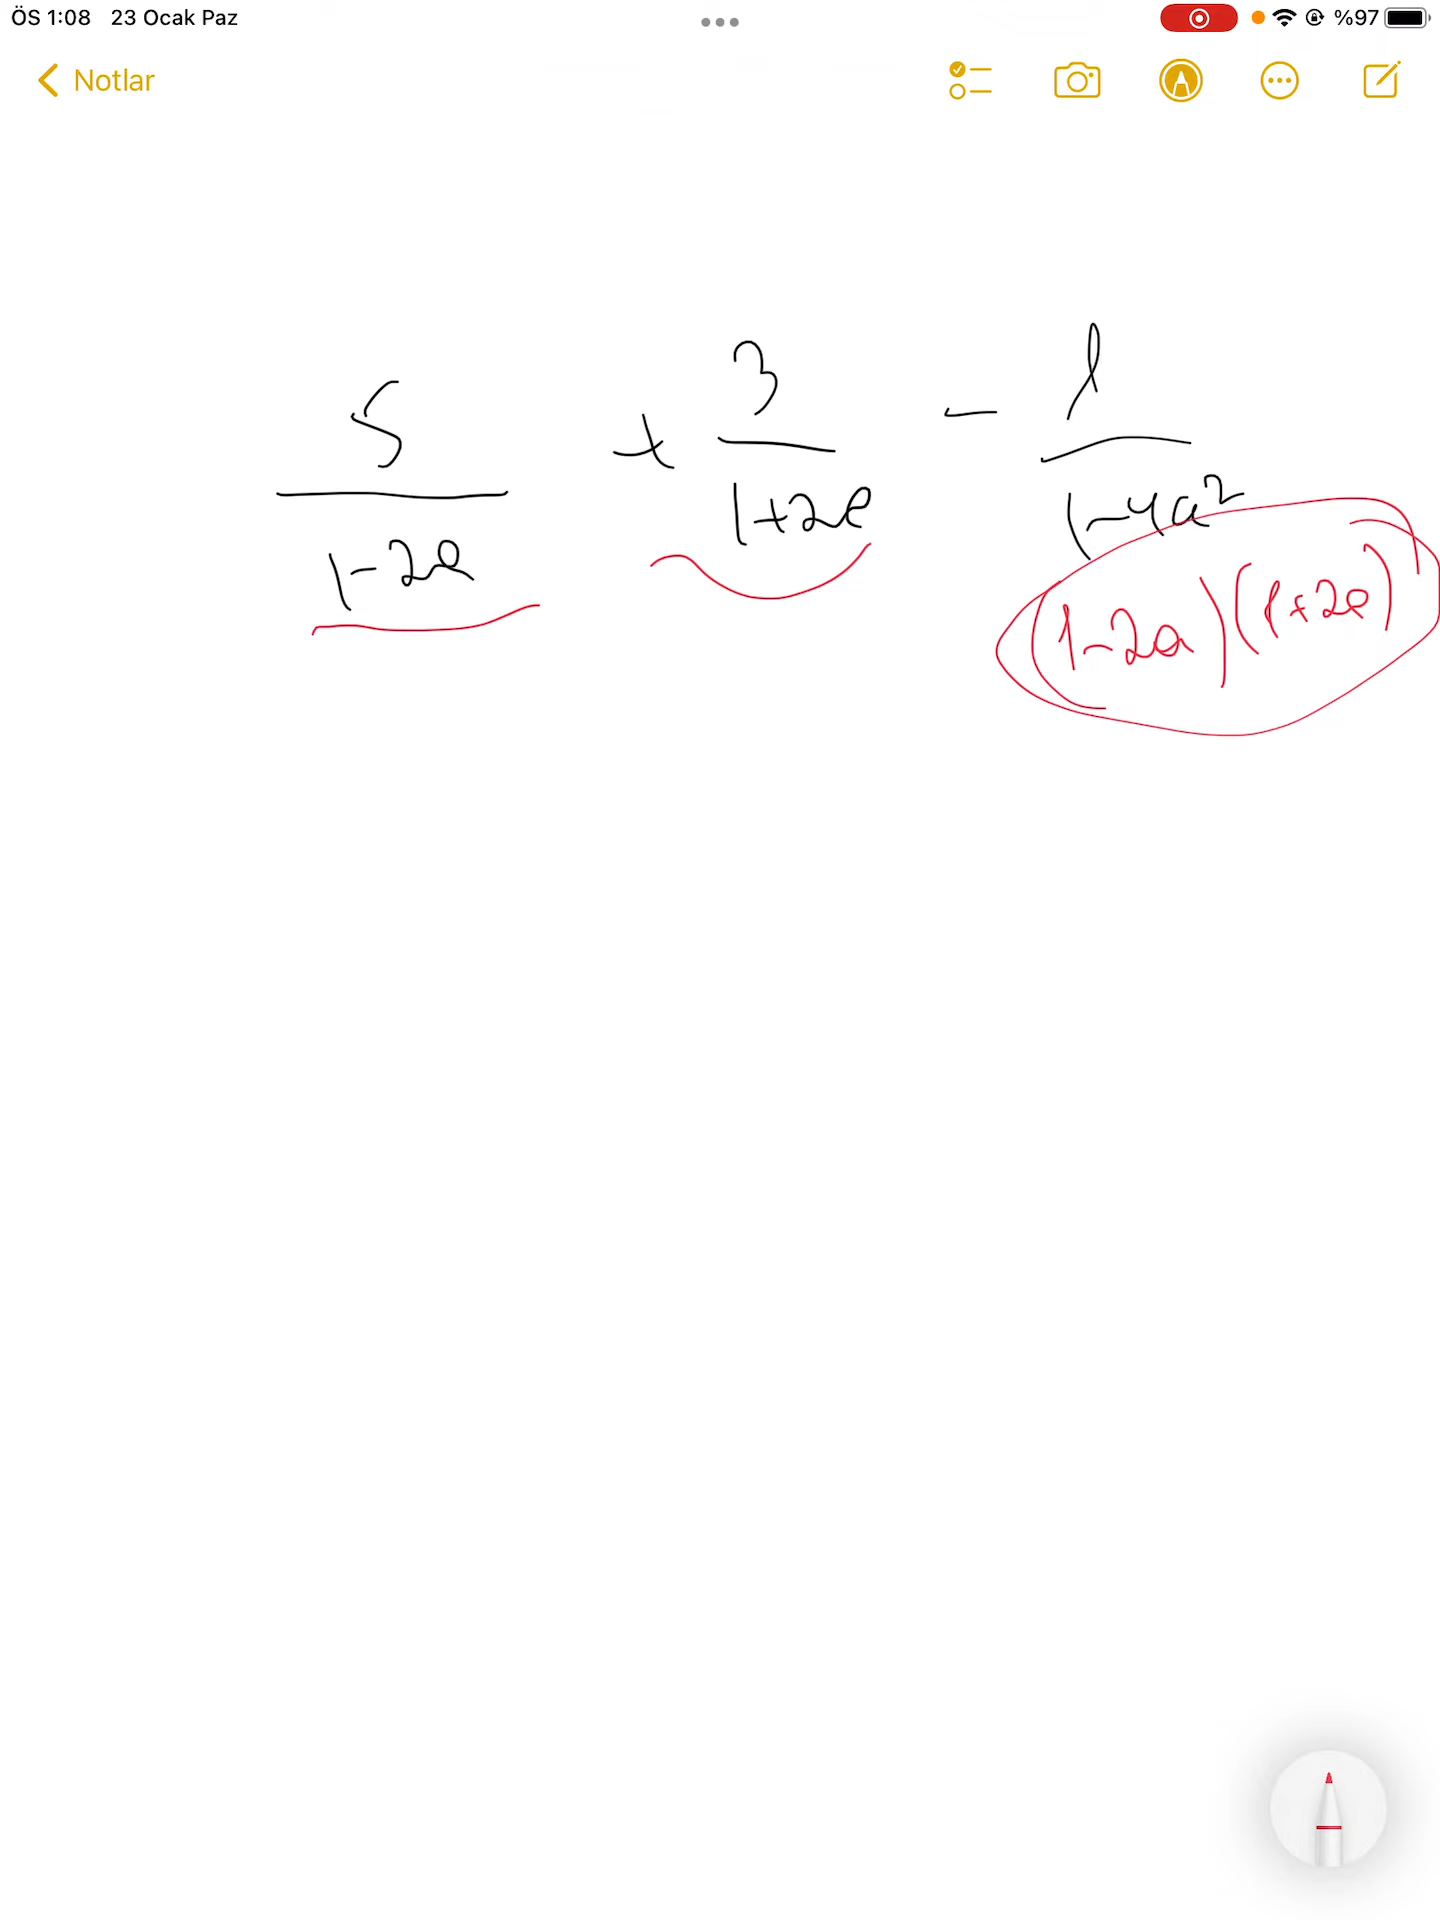 ÖS 1:08 23 Ocak Paz %97
Notlar
5/(1-2a) + 3/(1+2a) - 1/(1-4a²)
(1-2a)(1+2a)